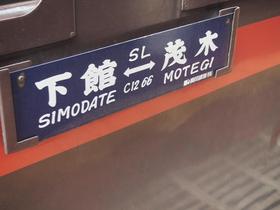 下館 SL ↔ 茂木
SIMODATE C12 66 MOTEGI